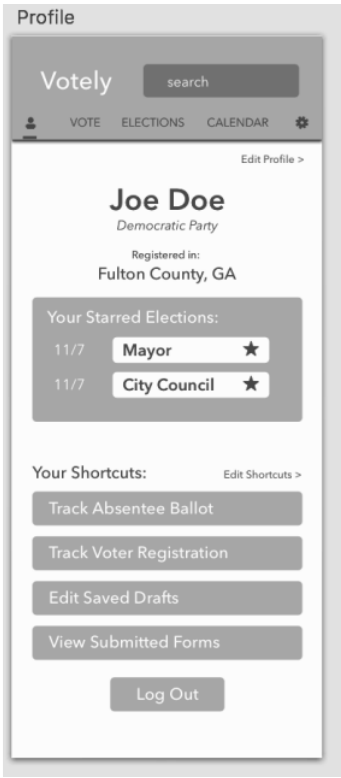 Profile
Votely
search
VOTE ELECTIONS CALENDAR
Edit Profile >
Joe Doe
Democratic Party
Registered in:
Fulton County, GA
Your Starred Elections:
11/7 Mayor
11/7 City Council
Your Shortcuts: Edit Shortcuts >
Track Absentee Ballot
Track Voter Registration
Edit Saved Drafts
View Submitted Forms
Log Out